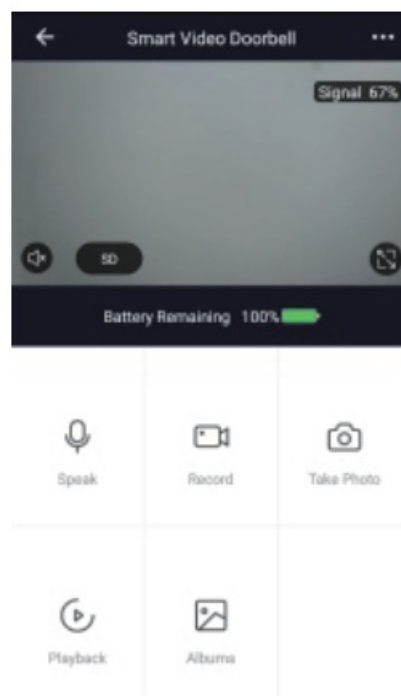 Smart Video Doorbell
Signal 67%
SD
Battery Remaining 100%
Speak Record Take Photo
Playback Albums